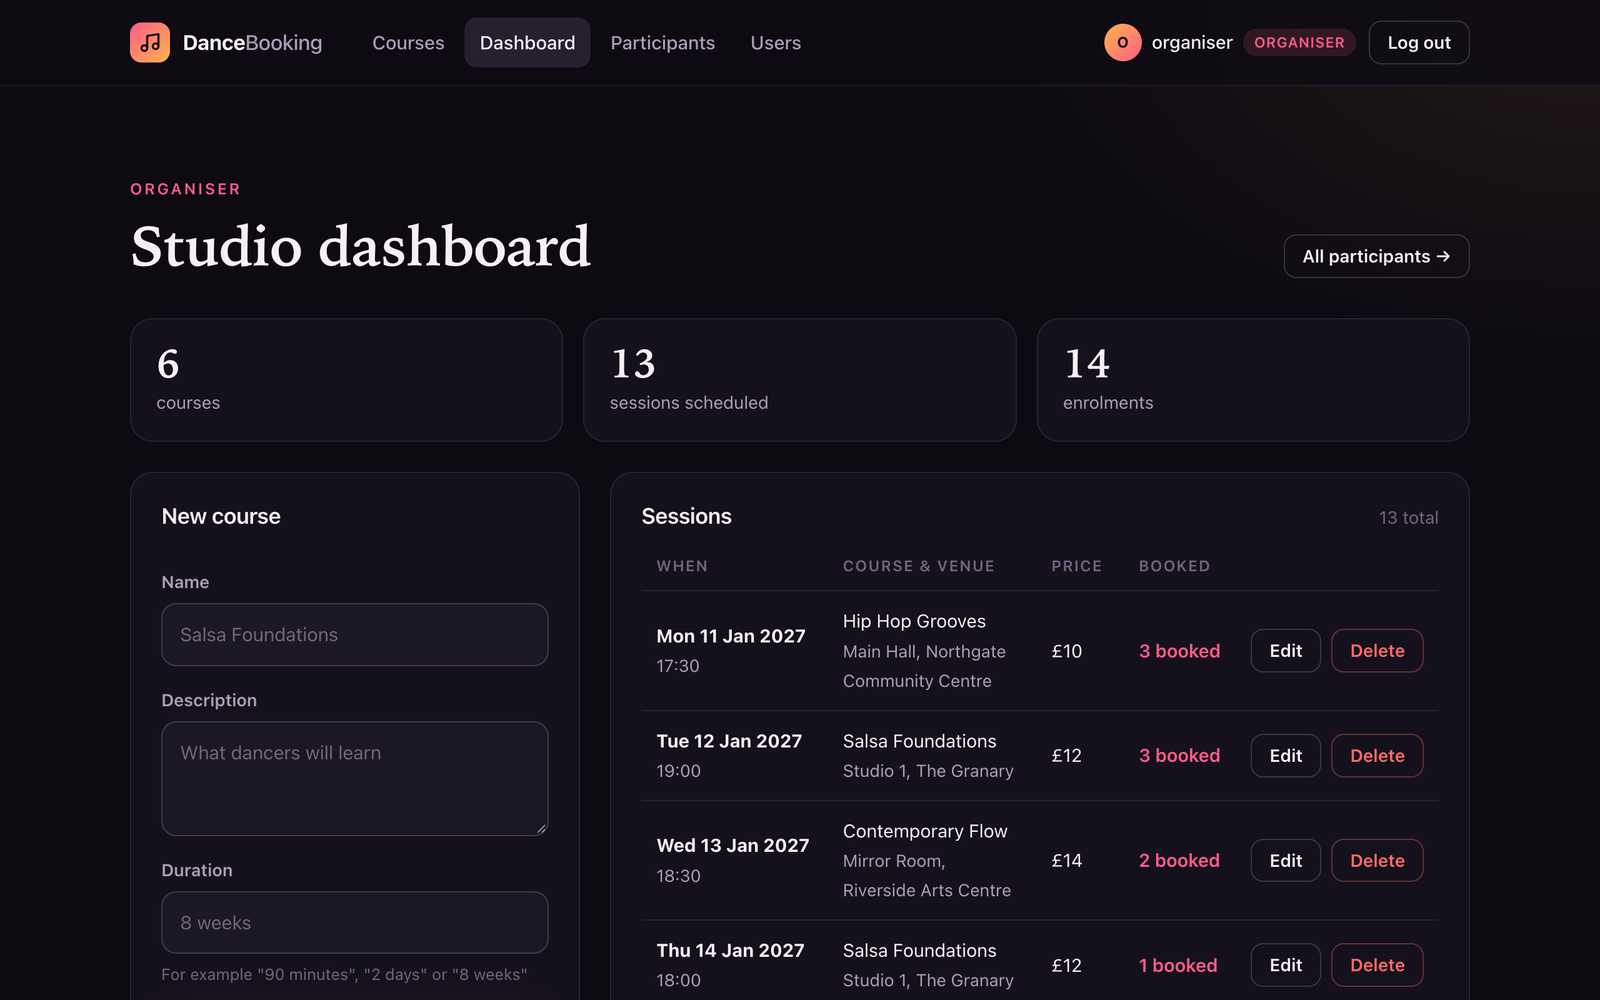 DanceBooking
Courses
Dashboard
Participants
Users
O
organiser
ORGANISER
Log out
ORGANISER
Studio dashboard
All participants →
6
courses
13
sessions scheduled
14
enrolments
New course
Name
Salsa Foundations
Description
What dancers will learn
Duration
8 weeks
For example "90 minutes", "2 days" or "8 weeks"
Sessions
13 total
WHEN
COURSE & VENUE
PRICE
BOOKED
Mon 11 Jan 2027
17:30
Hip Hop Grooves
Main Hall, Northgate
Community Centre
£10
3 booked
Edit
Delete
Tue 12 Jan 2027
19:00
Salsa Foundations
Studio 1, The Granary
£12
3 booked
Edit
Delete
Wed 13 Jan 2027
18:30
Contemporary Flow
Mirror Room,
Riverside Arts Centre
£14
2 booked
Edit
Delete
Thu 14 Jan 2027
18:00
Salsa Foundations
Studio 1, The Granary
£12
1 booked
Edit
Delete